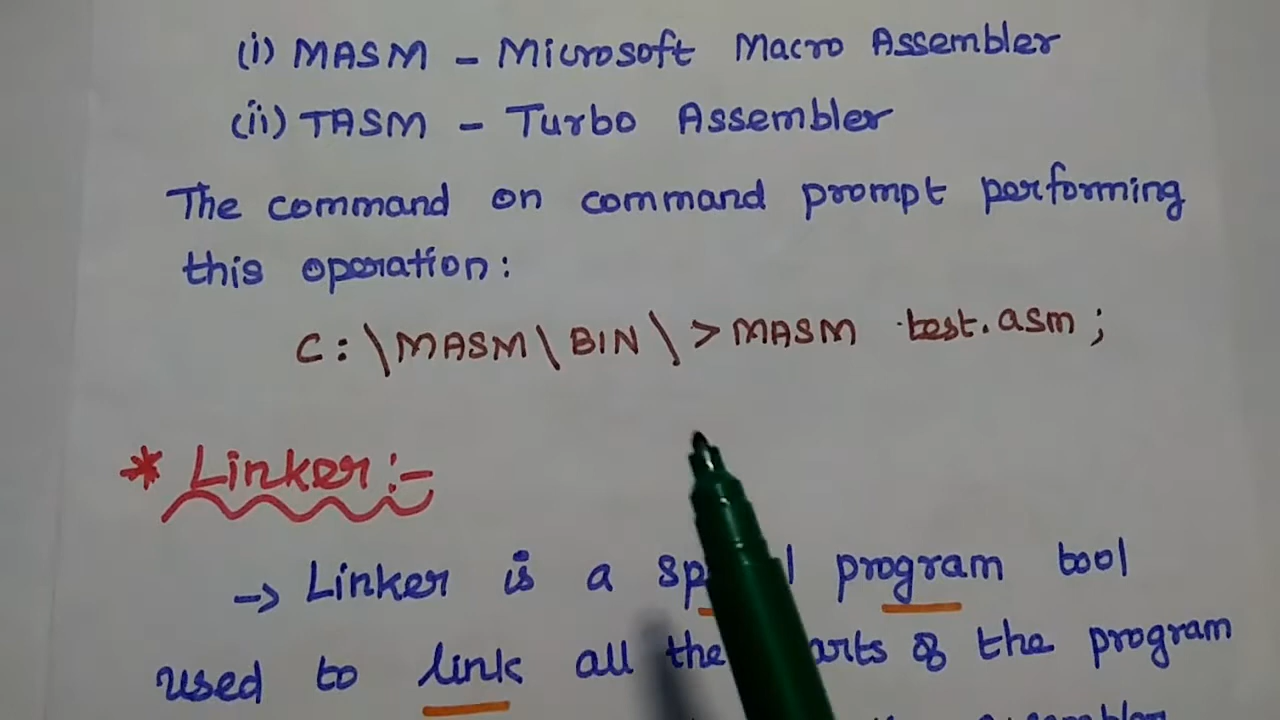 (i) MASM - Microsoft Macro Assembler
(ii) TASM - Turbo Assembler
The command on command prompt performing
this operation:
C:\MASM\BIN\>MASM test.asm;
* Linker:-
-> Linker is a program tool
used to link all the of the program
assembler